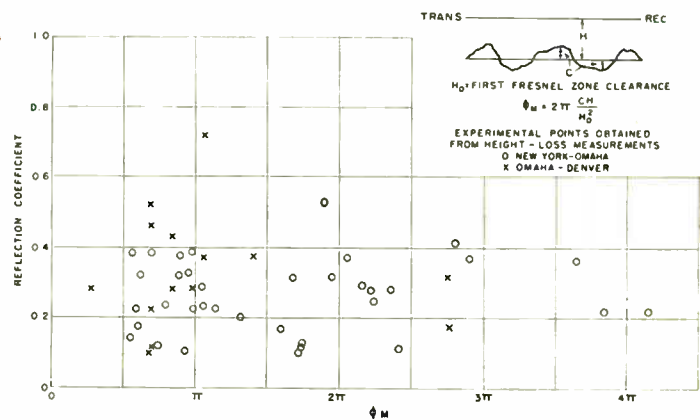 TRANS REC
H
C
H₀=FIRST FRESNEL ZONE CLEARANCE
ϕM = 2π CH
H₀²
EXPERIMENTAL POINTS OBTAINED
FROM HEIGHT-LOSS MEASUREMENTS
O NEW YORK-OMAHA
X OMAHA-DENVER
REFLECTION COEFFICIENT
1 0
0.8
0 6
0 4
0 2
0
0 π 2π 3π 4π
ϕM